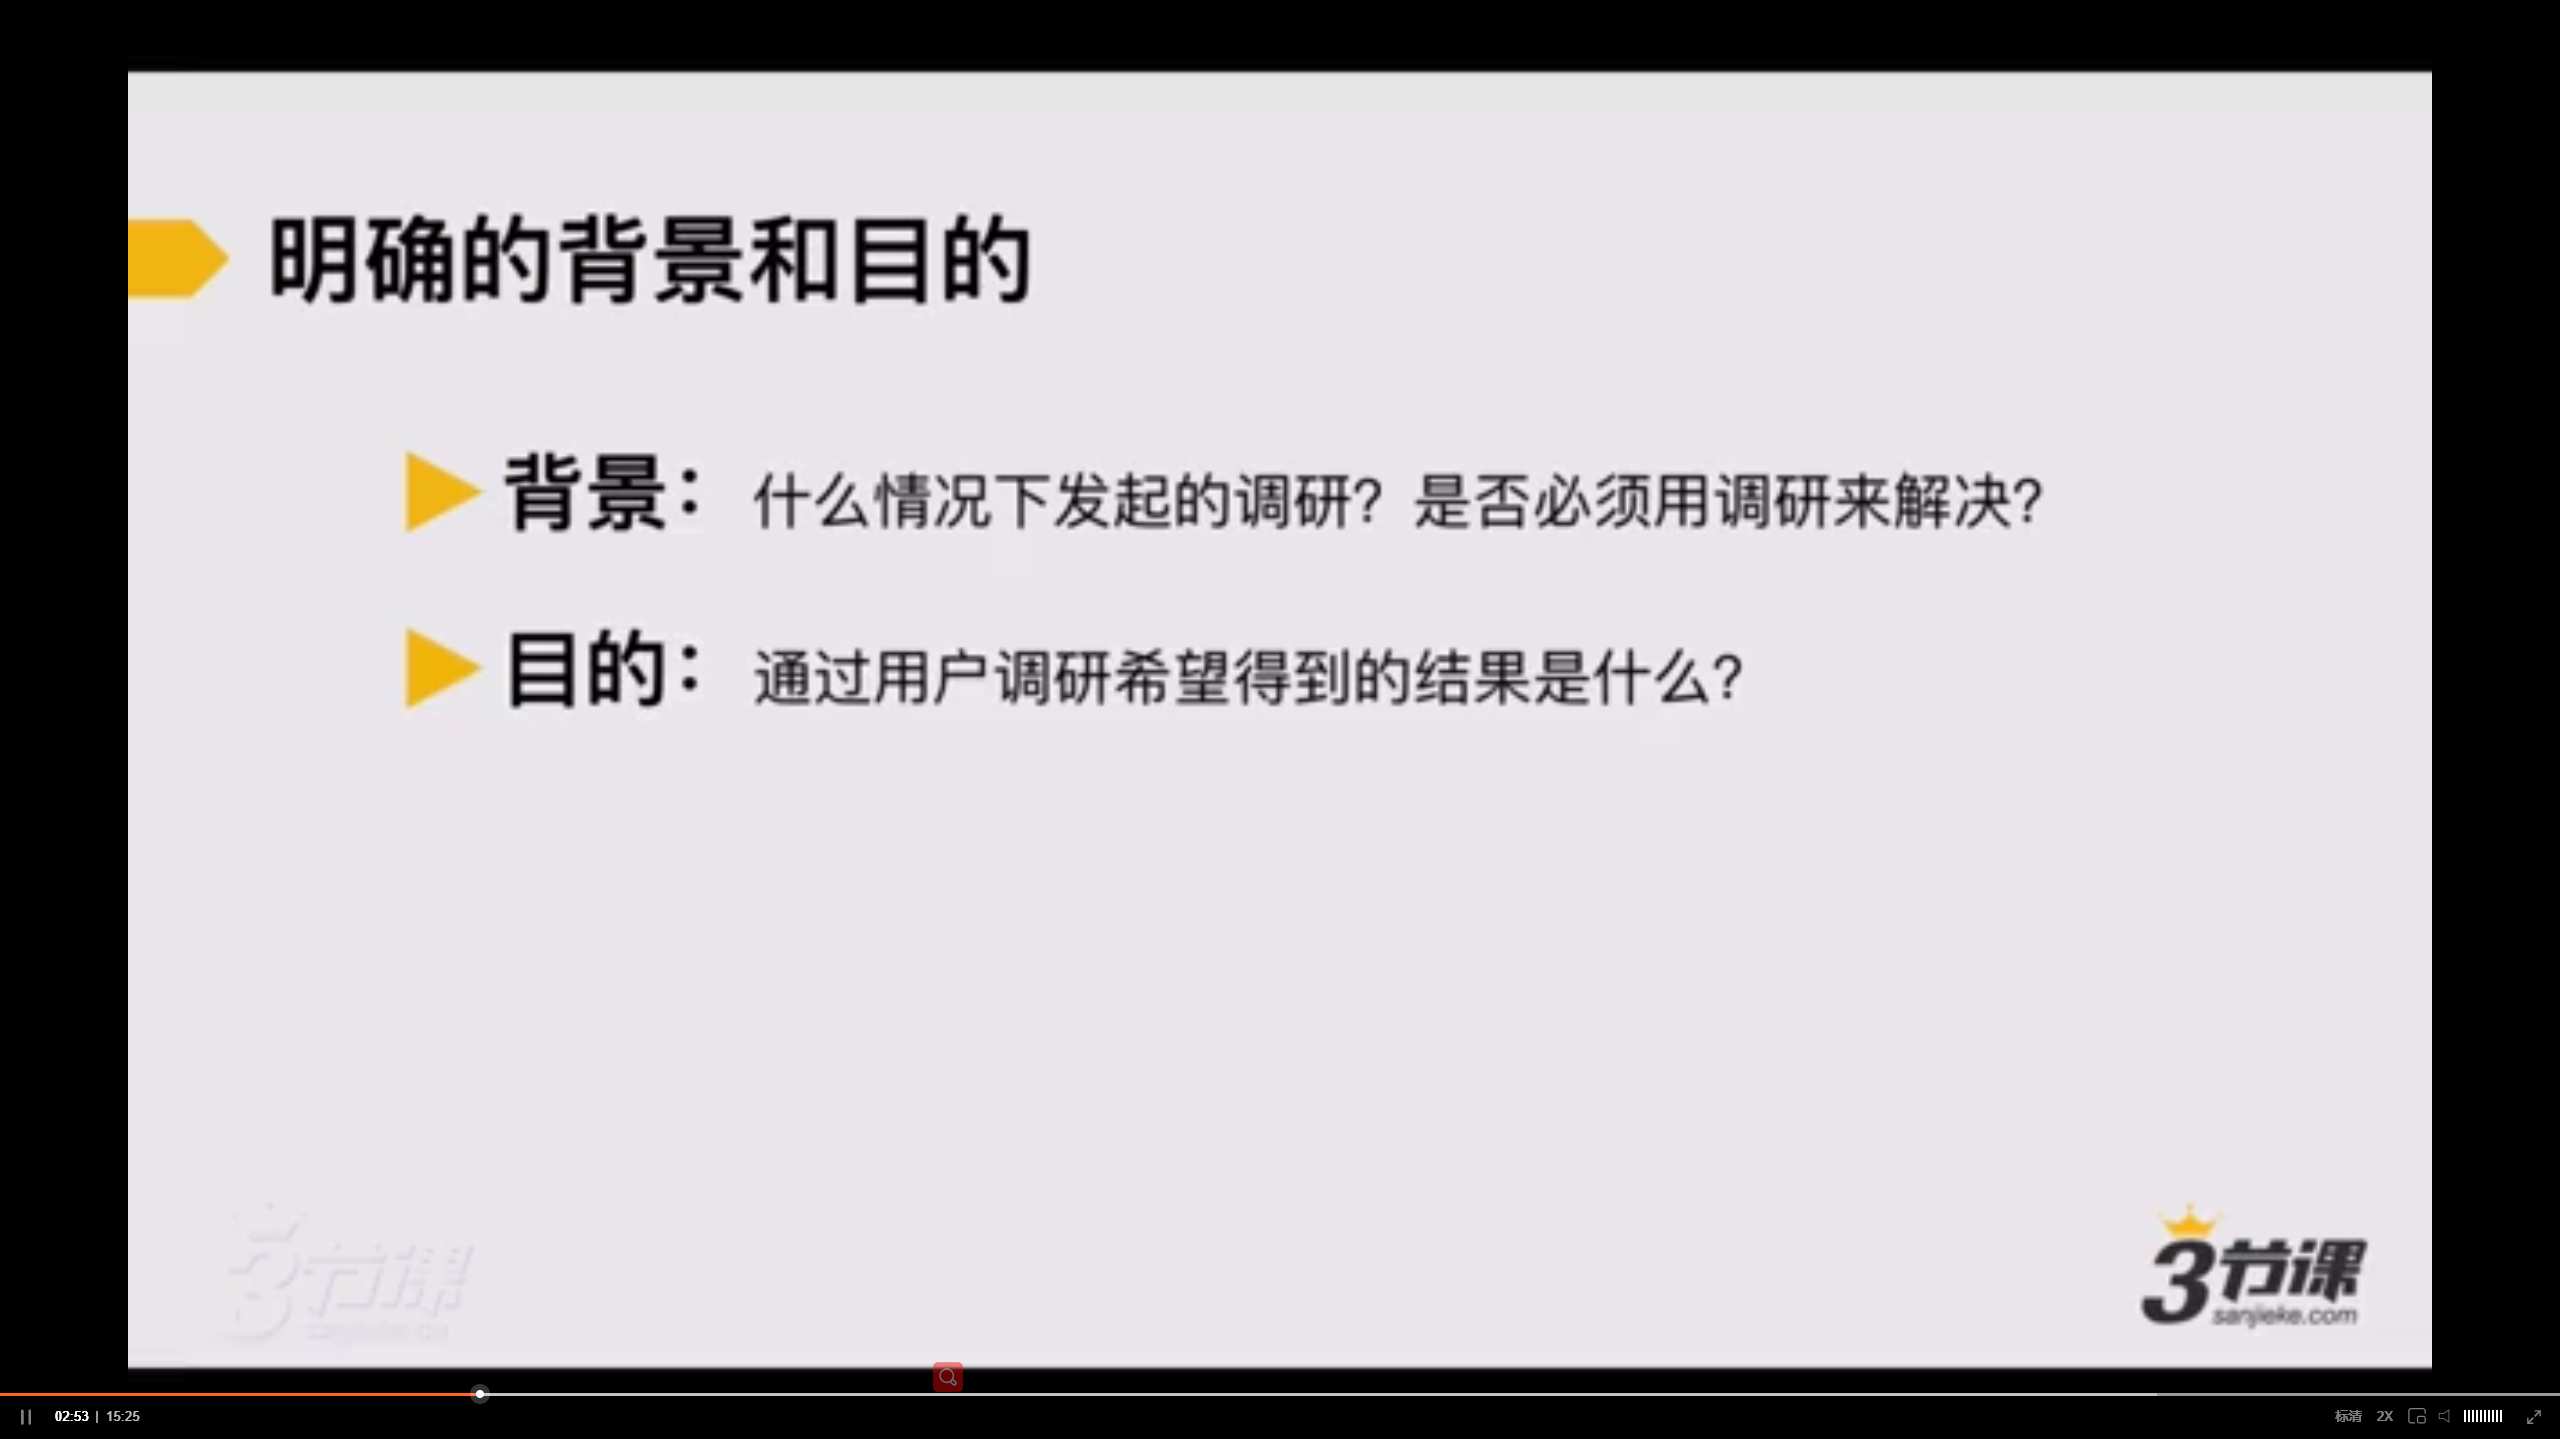 明确的背景和目的
背景：什么情况下发起的调研？是否必须用调研来解决？
目的：通过用户调研希望得到的结果是什么？
3节课
3节课
sanjieke.com
02:53 | 15:25
标清 2X